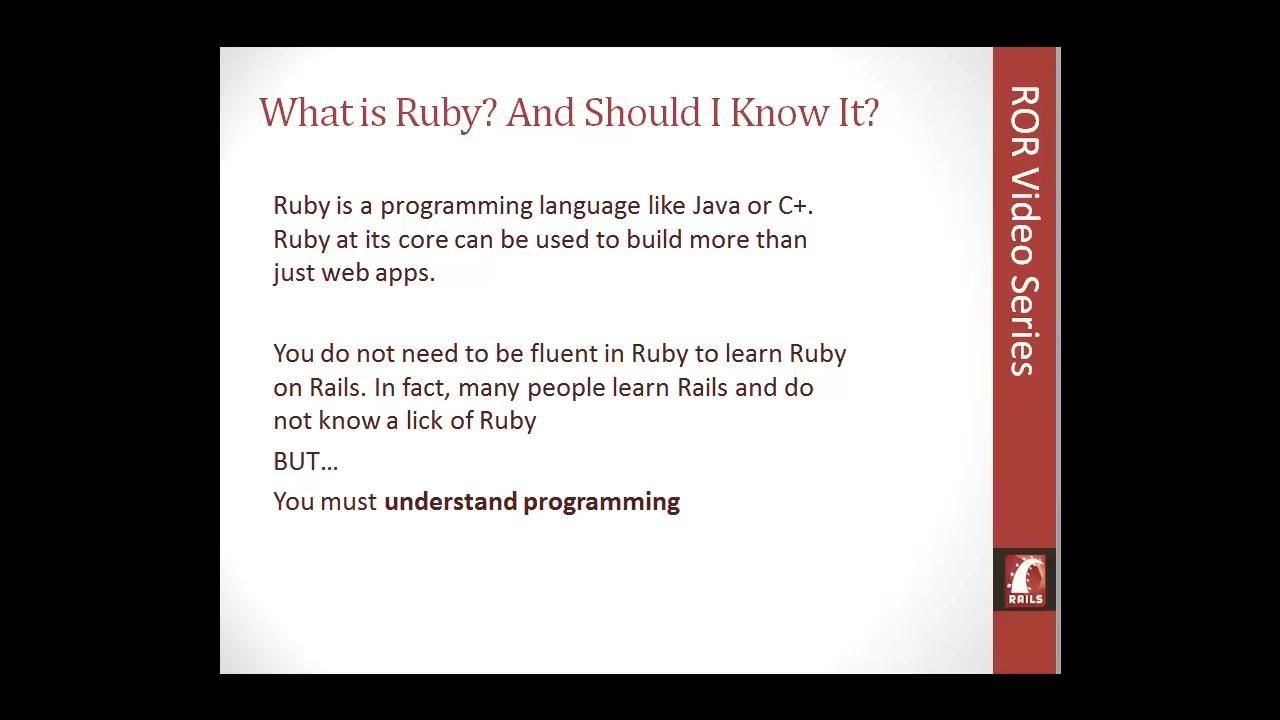 What is Ruby? And Should I Know It?
Ruby is a programming language like Java or C+.
Ruby at its core can be used to build more than
just web apps.
You do not need to be fluent in Ruby to learn Ruby
on Rails. In fact, many people learn Rails and do
not know a lick of Ruby
BUT…
You must understand programming
ROR Video Series
RAILS